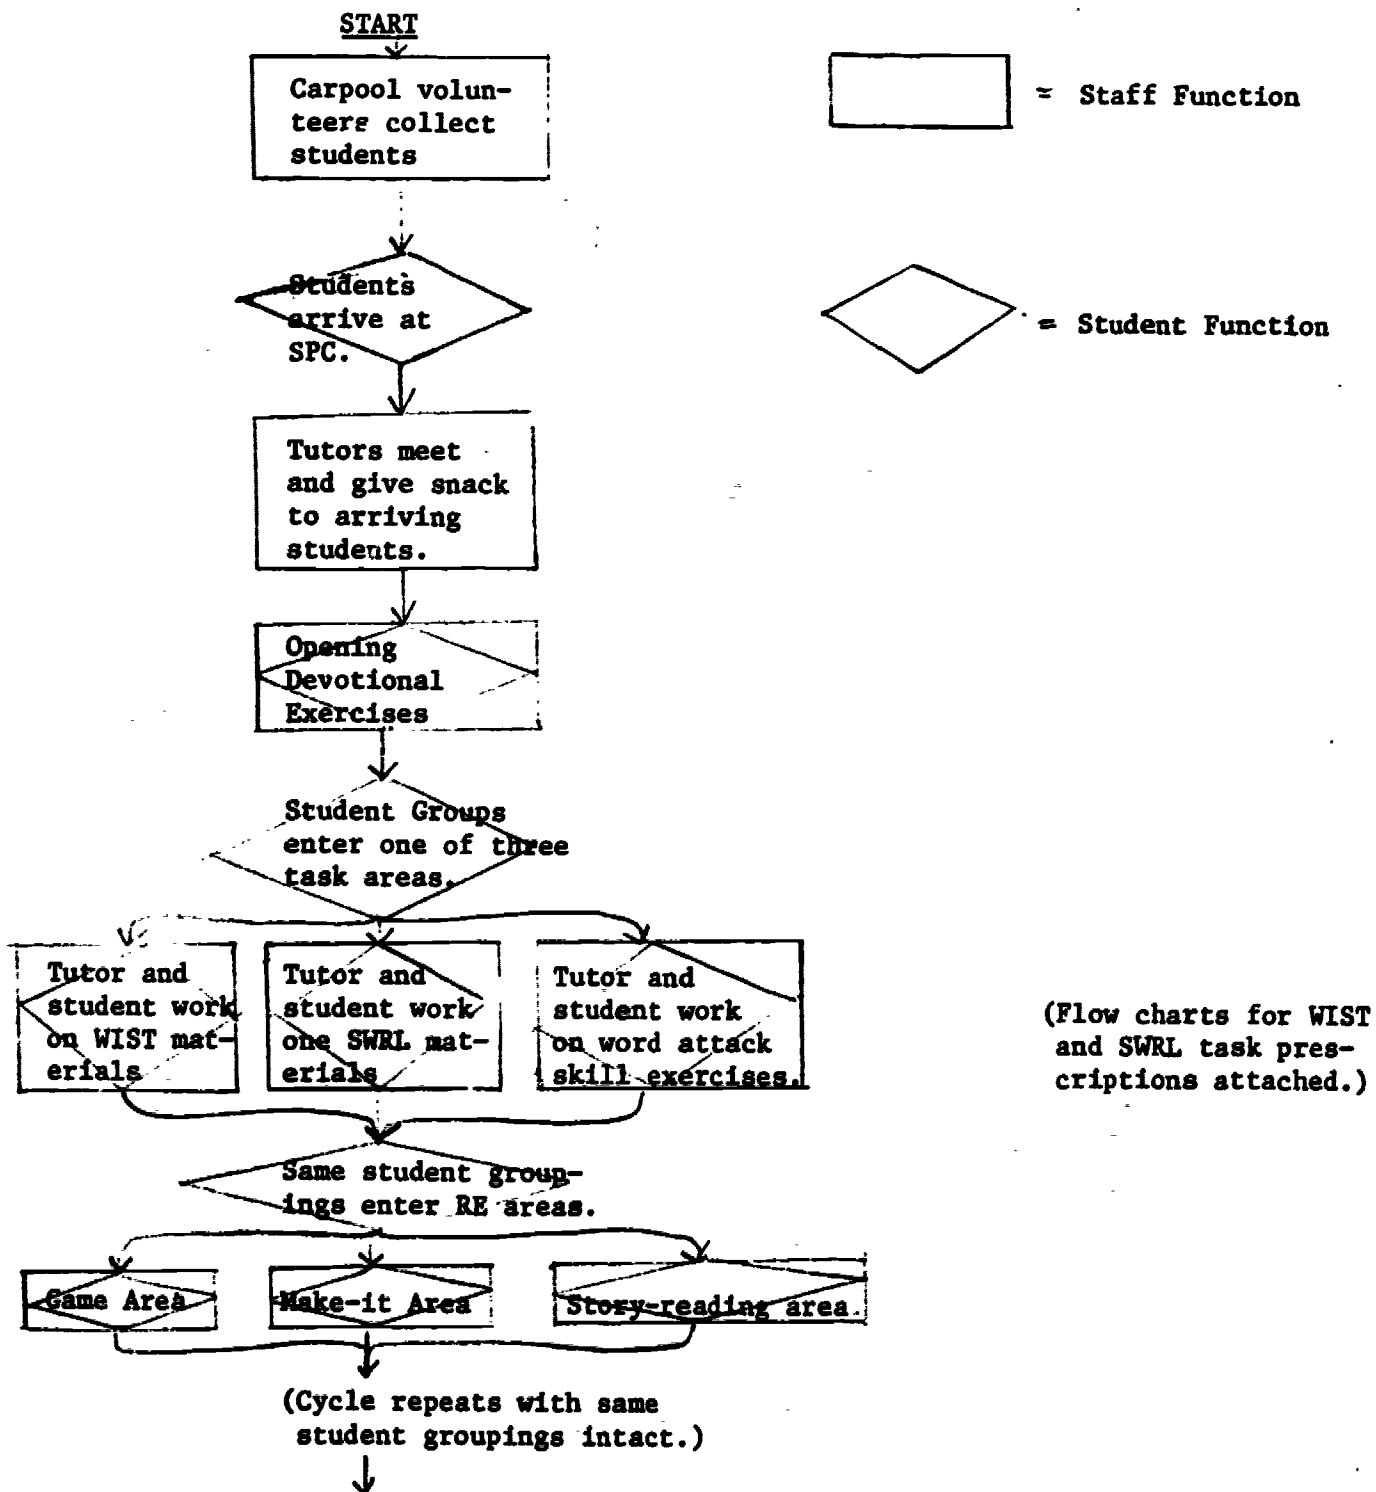 START
Carpool volun-
teers collect
students
= Staff Function
Students
arrive at
SPC.
= Student Function
Tutors meet
and give snack
to arriving
students.
Opening
Devotional
Exercises
Student Groups
enter one of three
task areas.
Tutor and
student work
on WIST mat-
erials
Tutor and
student work
one SWRL mat-
erials
Tutor and
student work
on word attack
skill exercises.
(Flow charts for WIST
and SWRL task pres-
criptions attached.)
Same student group-
ings enter RE areas.
Game Area
Make-it Area
Story-reading area.
(Cycle repeats with same
student groupings intact.)